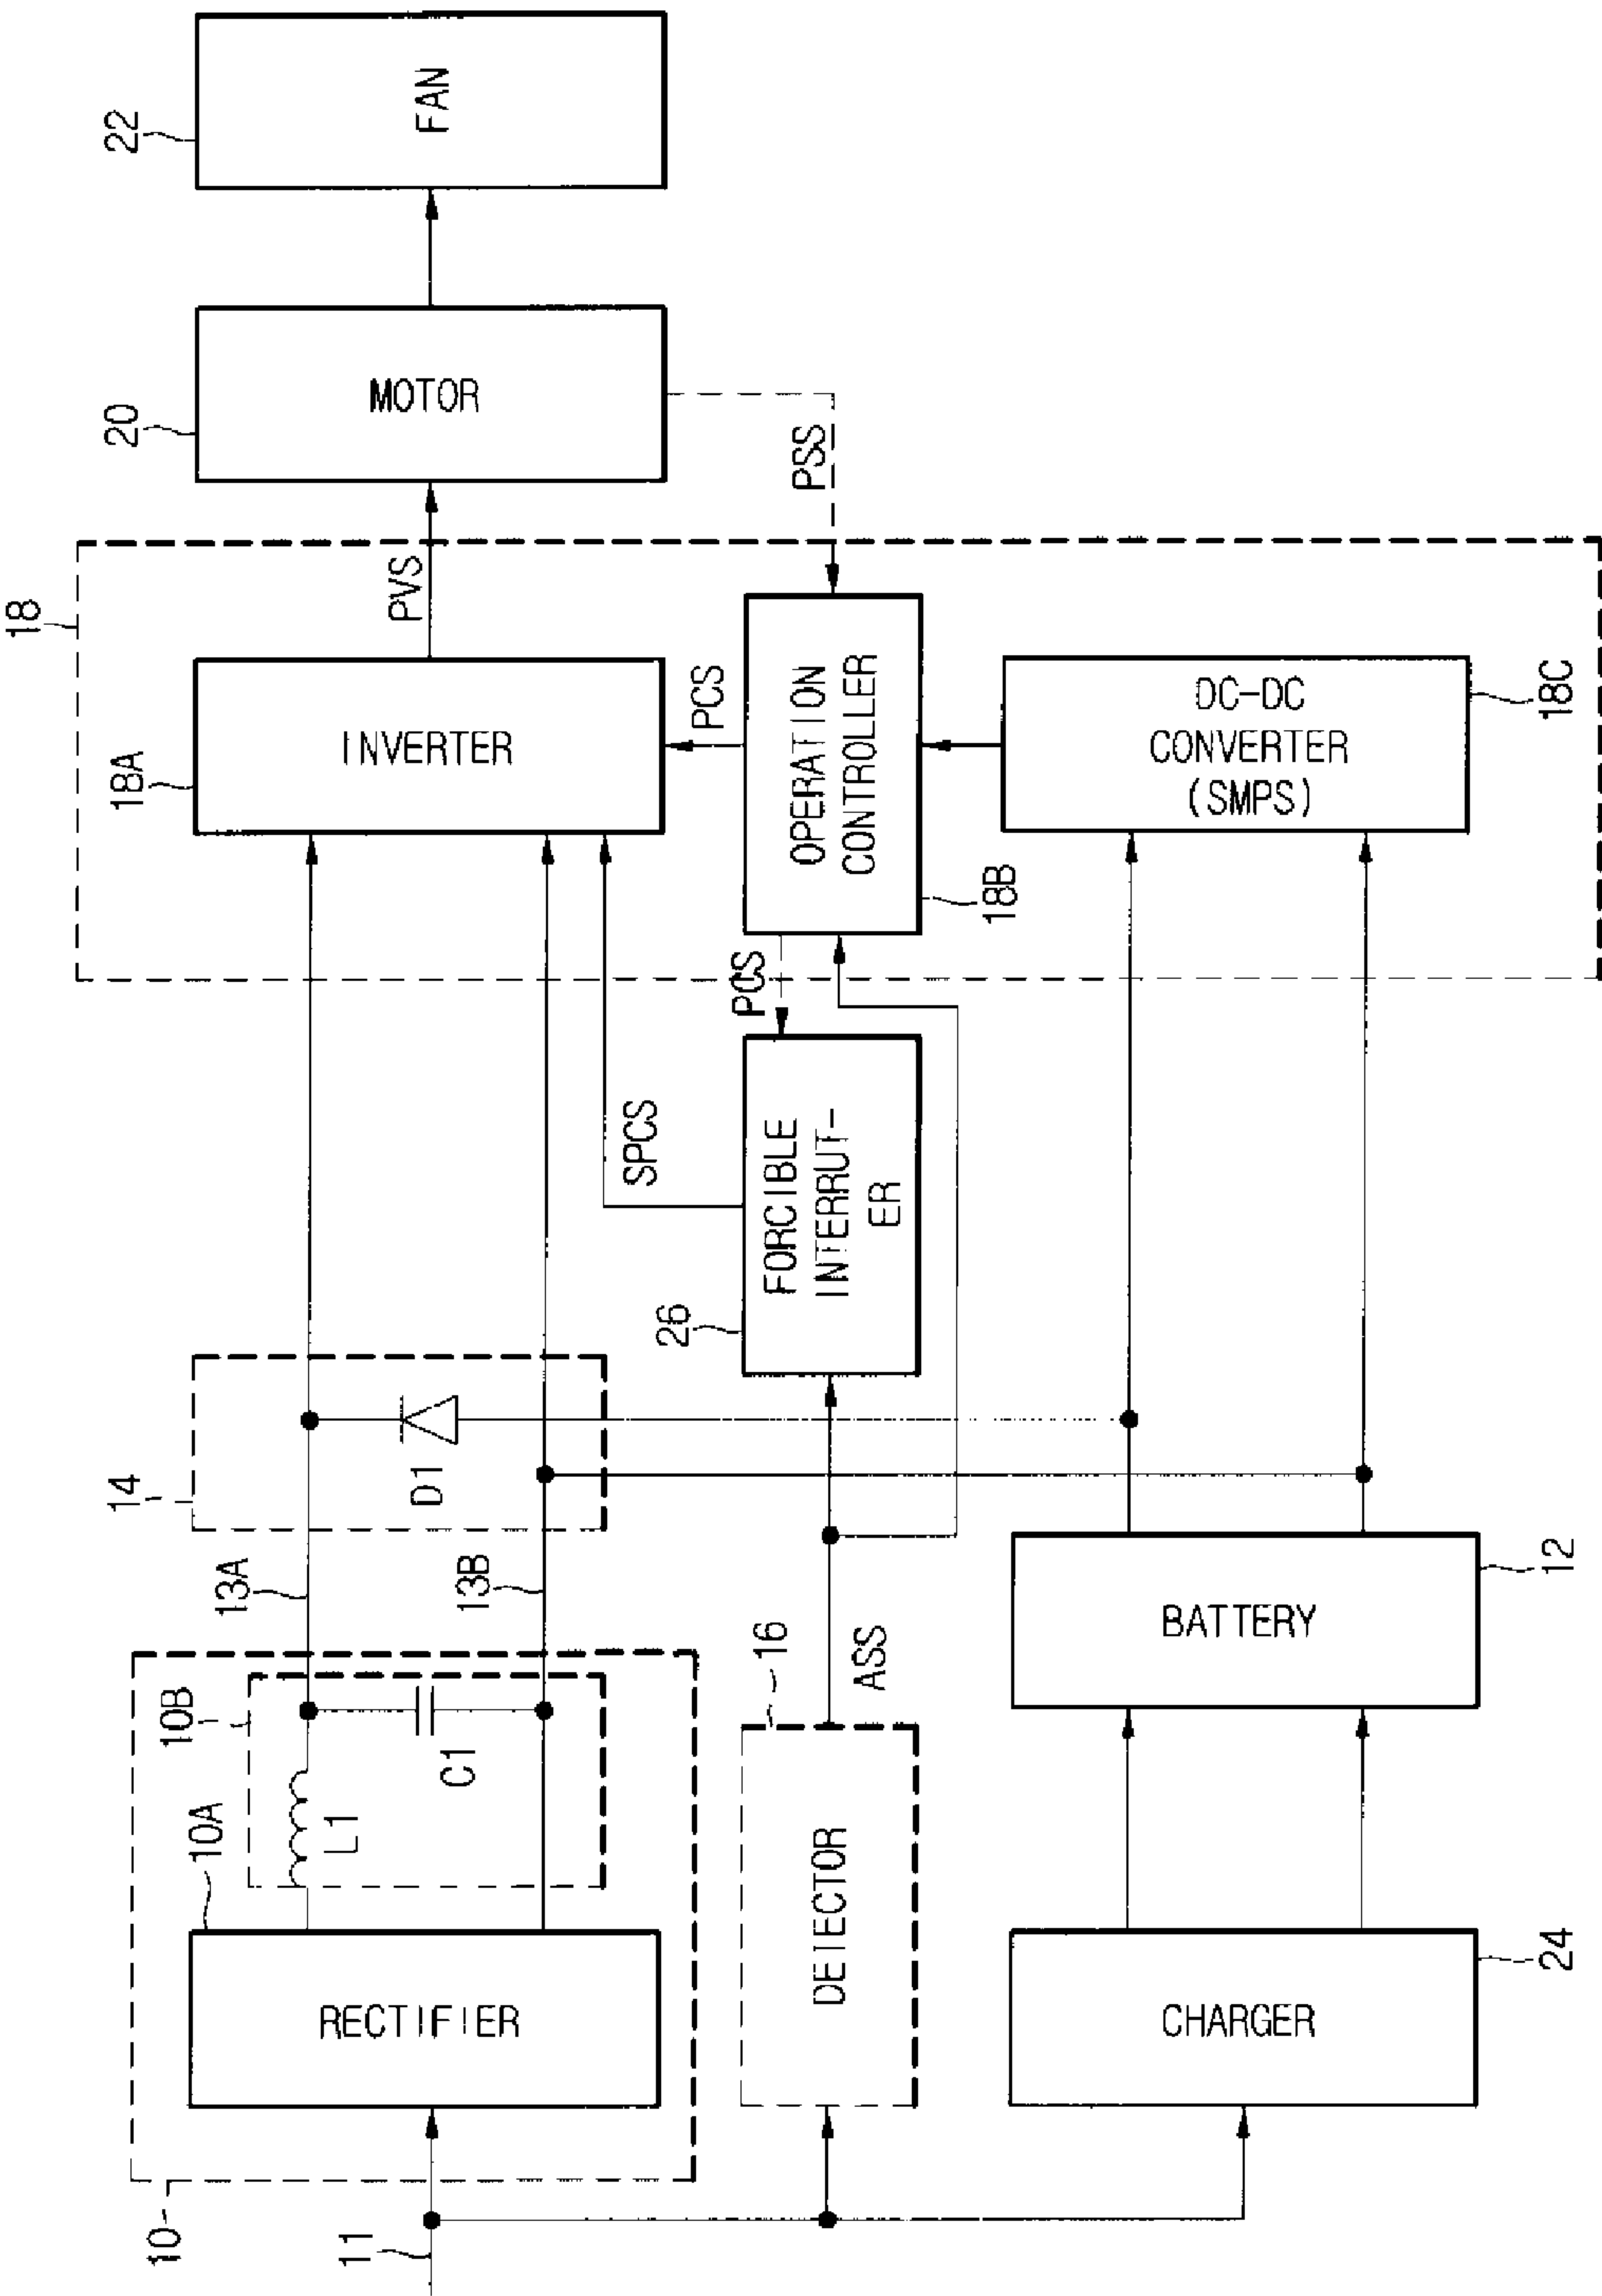 10
11
10A
RECTIFIER
10B
L1
C1
13A
13B
14
D1
16
DETECTOR
ASS
26
FORCIBLE
INTERRUT-
ER
SPCS
PCS
24
CHARGER
12
BATTERY
18
18A
INVERTER
PVS
PCS
18B
OPERATION
CONTROLLER
PSS
18C
DC-DC
CONVERTER
(SMPS)
20
MOTOR
22
FAN